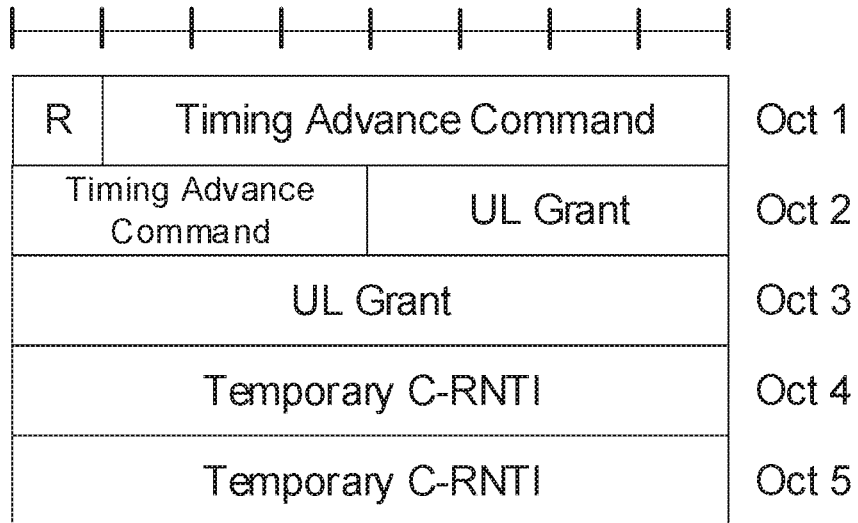 R Timing Advance Command Oct 1
Timing Advance
Command
UL Grant Oct 2
UL Grant Oct 3
Temporary C-RNTI Oct 4
Temporary C-RNTI Oct 5